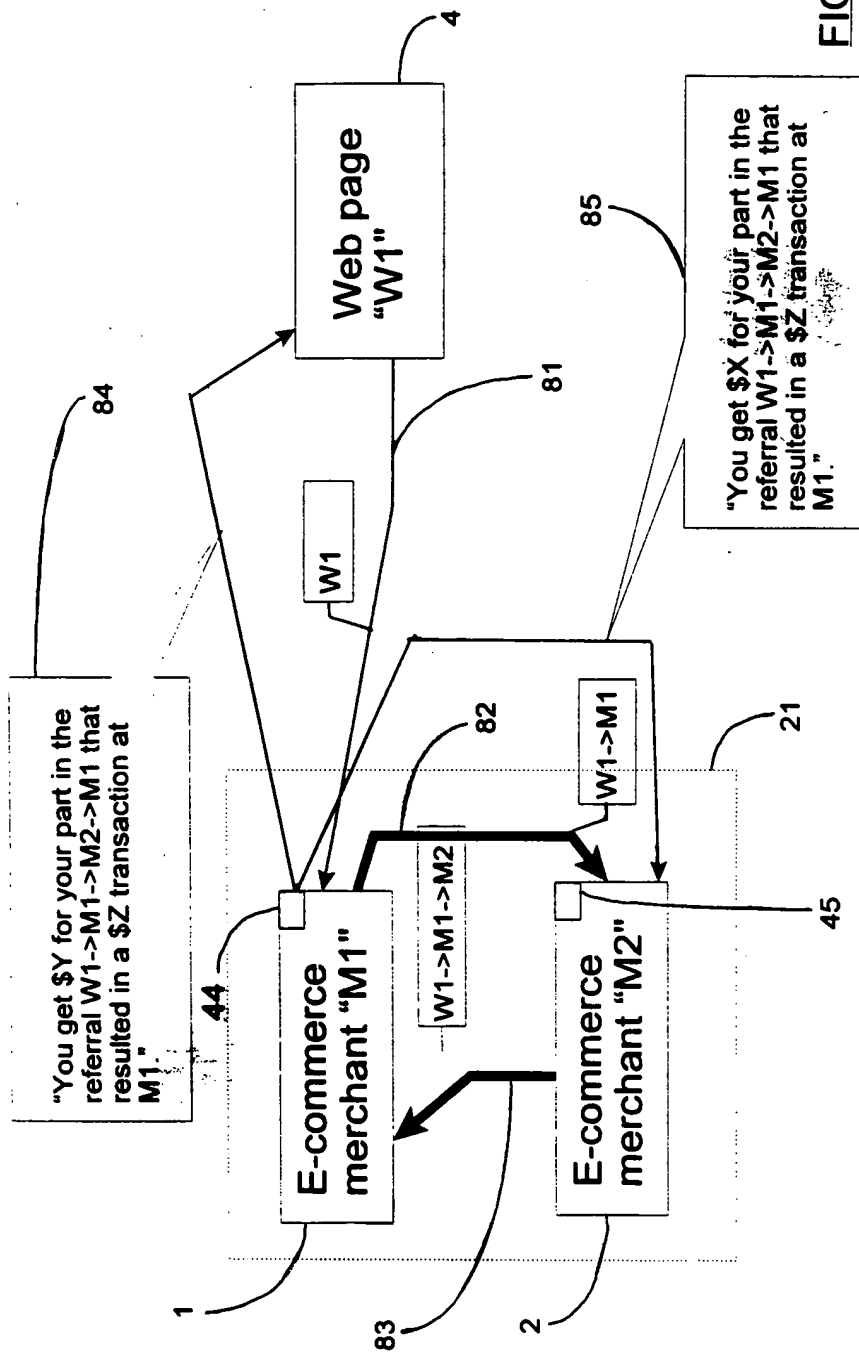 "You get $Y for your part in the
referral W1->M1->M2->M1 that
resulted in a $Z transaction at
M1."
84
4
Web page
"W1"
81
W1
44
1
E-commerce
merchant "M1"
82
W1->M1->M2
W1->M1
83
E-commerce
merchant "M2"
2
45
21
85
"You get $X for your part in the
referral W1->M1->M2->M1 that
resulted in a $Z transaction at
M1."